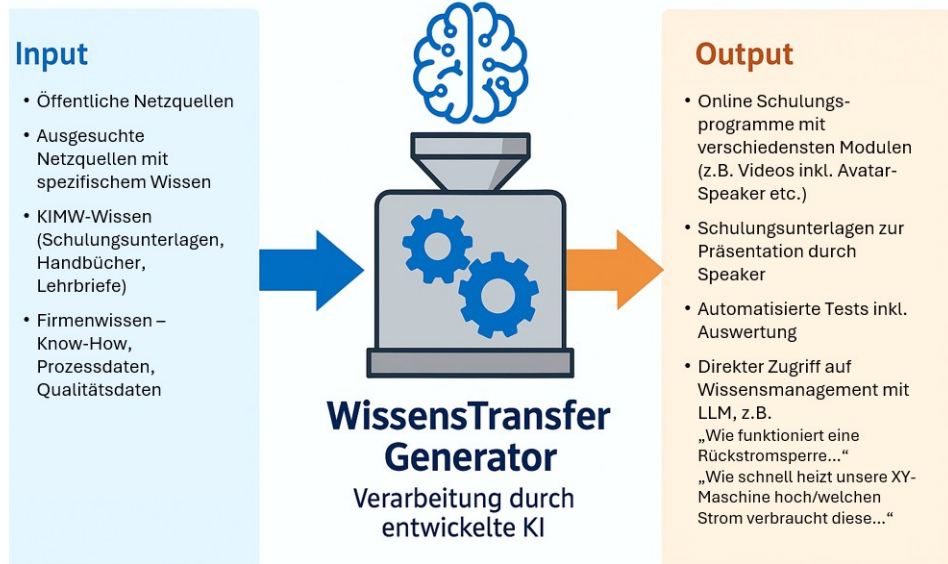 Input
• Öffentliche Netzquellen
• Ausgesuchte
Netzquellen mit
spezifischem Wissen
• KIMW-Wissen
(Schulungsunterlagen,
Handbücher,
Lehrbriefe)
• Firmenwissen –
Know-How,
Prozessdaten,
Qualitätsdaten
WissensTransfer
Generator
Verarbeitung durch
entwickelte KI
Output
• Online Schulungs-
programme mit
verschiedensten Modulen
(z.B. Videos inkl. Avatar-
Speaker etc.)
• Schulungsunterlagen zur
Präsentation durch
Speaker
• Automatisierte Tests inkl.
Auswertung
• Direkter Zugriff auf
Wissensmanagement mit
LLM, z.B.
„Wie funktioniert eine
Rückstromsperre...“
„Wie schnell heizt unsere XY-
Maschine hoch/welchen
Strom verbraucht diese...“